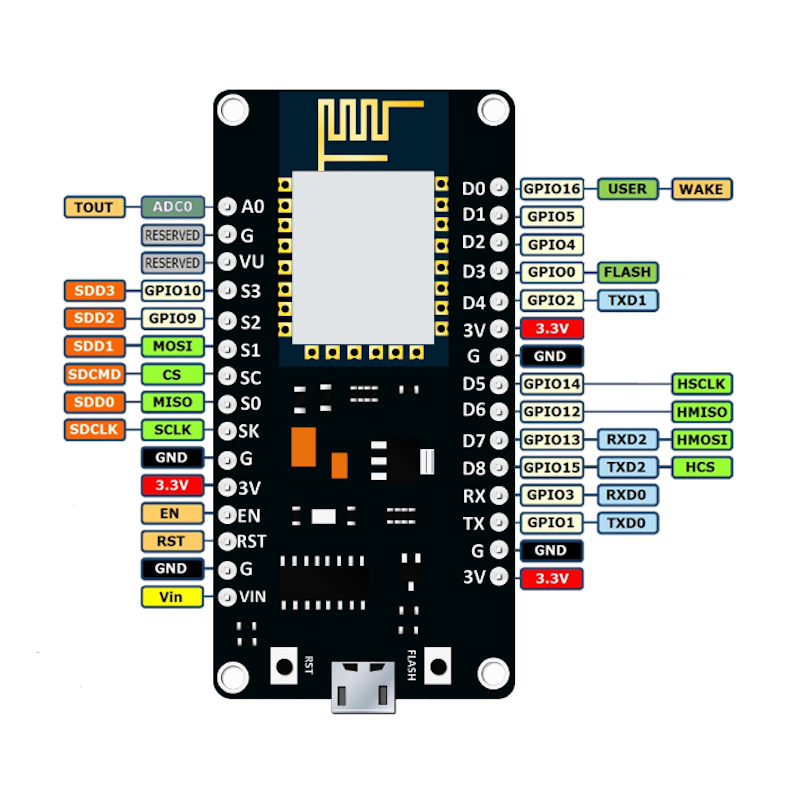 D0 GPIO16 USER WAKE
TOUT ADC0 A0
D1 GPIO5
RESERVED G
D2 GPIO4
RESERVED VU
D3 GPIO0 FLASH
SDD3 GPIO10 S3
D4 GPIO2 TXD1
SDD2 GPIO9 S2
3V 3.3V
SDD1 MOSI S1
G GND
SDCMD CS SC
D5 GPIO14 HSCLK
SDD0 MISO S0
D6 GPIO12 HMISO
SDCLK SCLK SK
D7 GPIO13 RXD2 HMOSI
GND G
D8 GPIO15 TXD2 HCS
3.3V 3V
RX GPIO3 RXD0
EN EN
TX GPIO1 TXD0
RST RST
G GND
GND G
3V 3.3V
Vin VIN
RST
FLASH